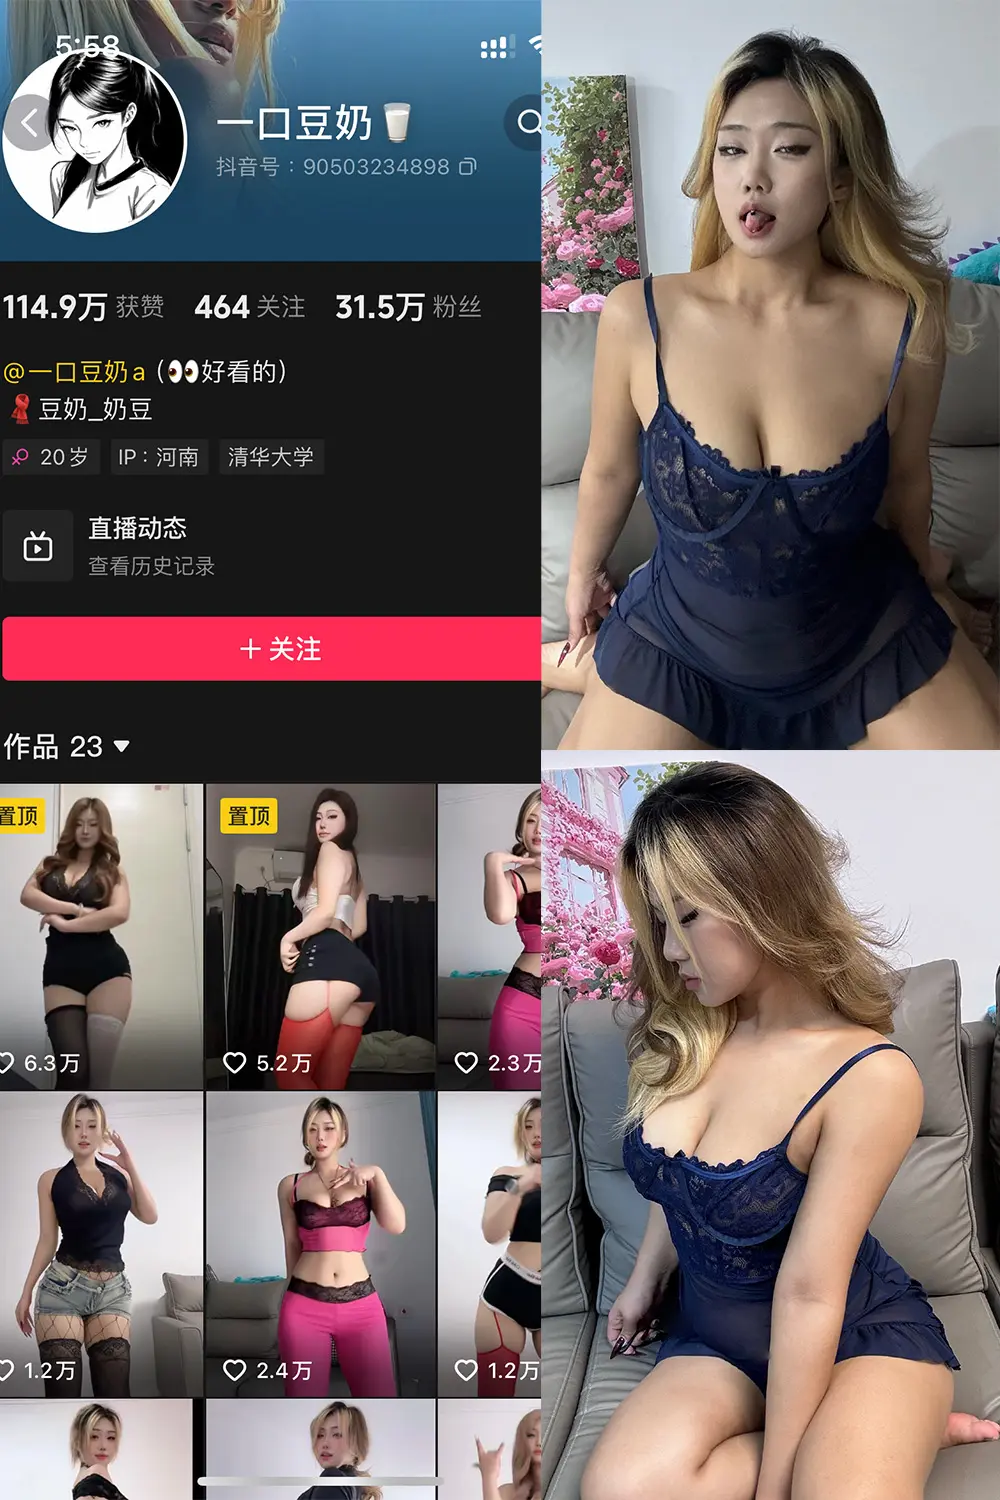 5:58
一口豆奶🥛
抖音号：90503234898
114.9万 获赞 464 关注 31.5万 粉丝
@一口豆奶a（👀好看的）
🧣豆奶_奶豆
20岁 IP：河南 清华大学
直播动态
查看历史记录
+ 关注
作品 23
置顶
置顶
6.3万
5.2万
2.3万
1.2万
2.4万
1.2万